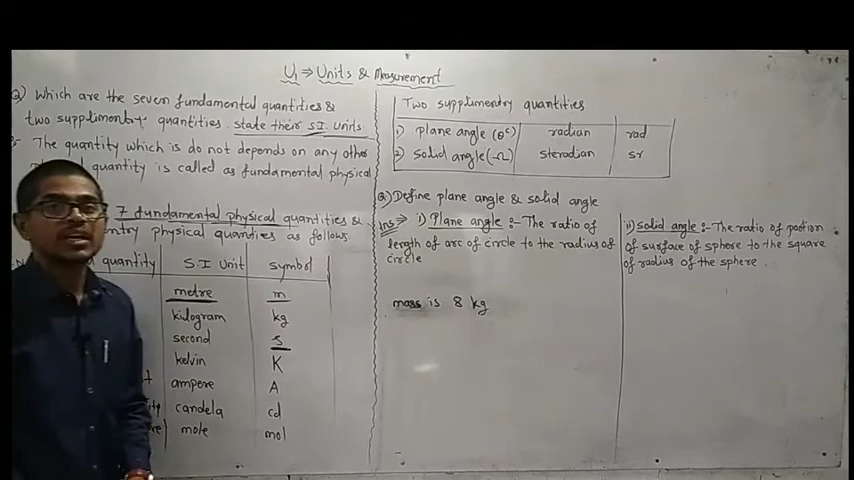 U₁ ⇒ Units & Measurement
Q) Which are the seven fundamental quantities &
two supplimentry quantities. state their S.I. Units.
The quantity which is do not depends on any other
quantity is called as fundamental physical
7 fundamental physical quantities &
ntry physical quantities as follows.
quantity S.I Unit symbol
metre m
kilogram kg
second s
kelvin K
ampere A
candela cd
mole mol
Two supplimentry quantities
1) plane angle (θᶜ) radian rad
2) solid angle (Ω) steradian sr
Q) Define plane angle & solid angle
Ans ⇒ i) Plane angle :- The ratio of
length of arc of circle to the radius of
circle
mass is 8 kg
ii) Solid angle :- The ratio of potion
of surface of sphere to the square
of radius of the sphere .